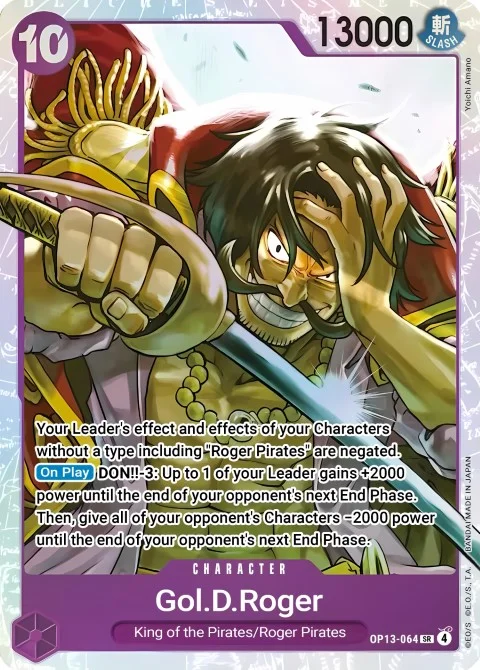 10
13000
斬
SLASH
Yoichi Amano
Your Leader's effect and effects of your Characters
without a type including "Roger Pirates" are negated.
On Play DON!!-3: Up to 1 of your Leader gains +2000
power until the end of your opponent's next End Phase.
Then, give all of your opponent's Characters −2000 power
until the end of your opponent's next End Phase.
©E.O/S ©E.O./S., T.A. BANDAI MADE IN JAPAN
CHARACTER
Gol.D.Roger
King of the Pirates/Roger Pirates
OP13-064 SR 4